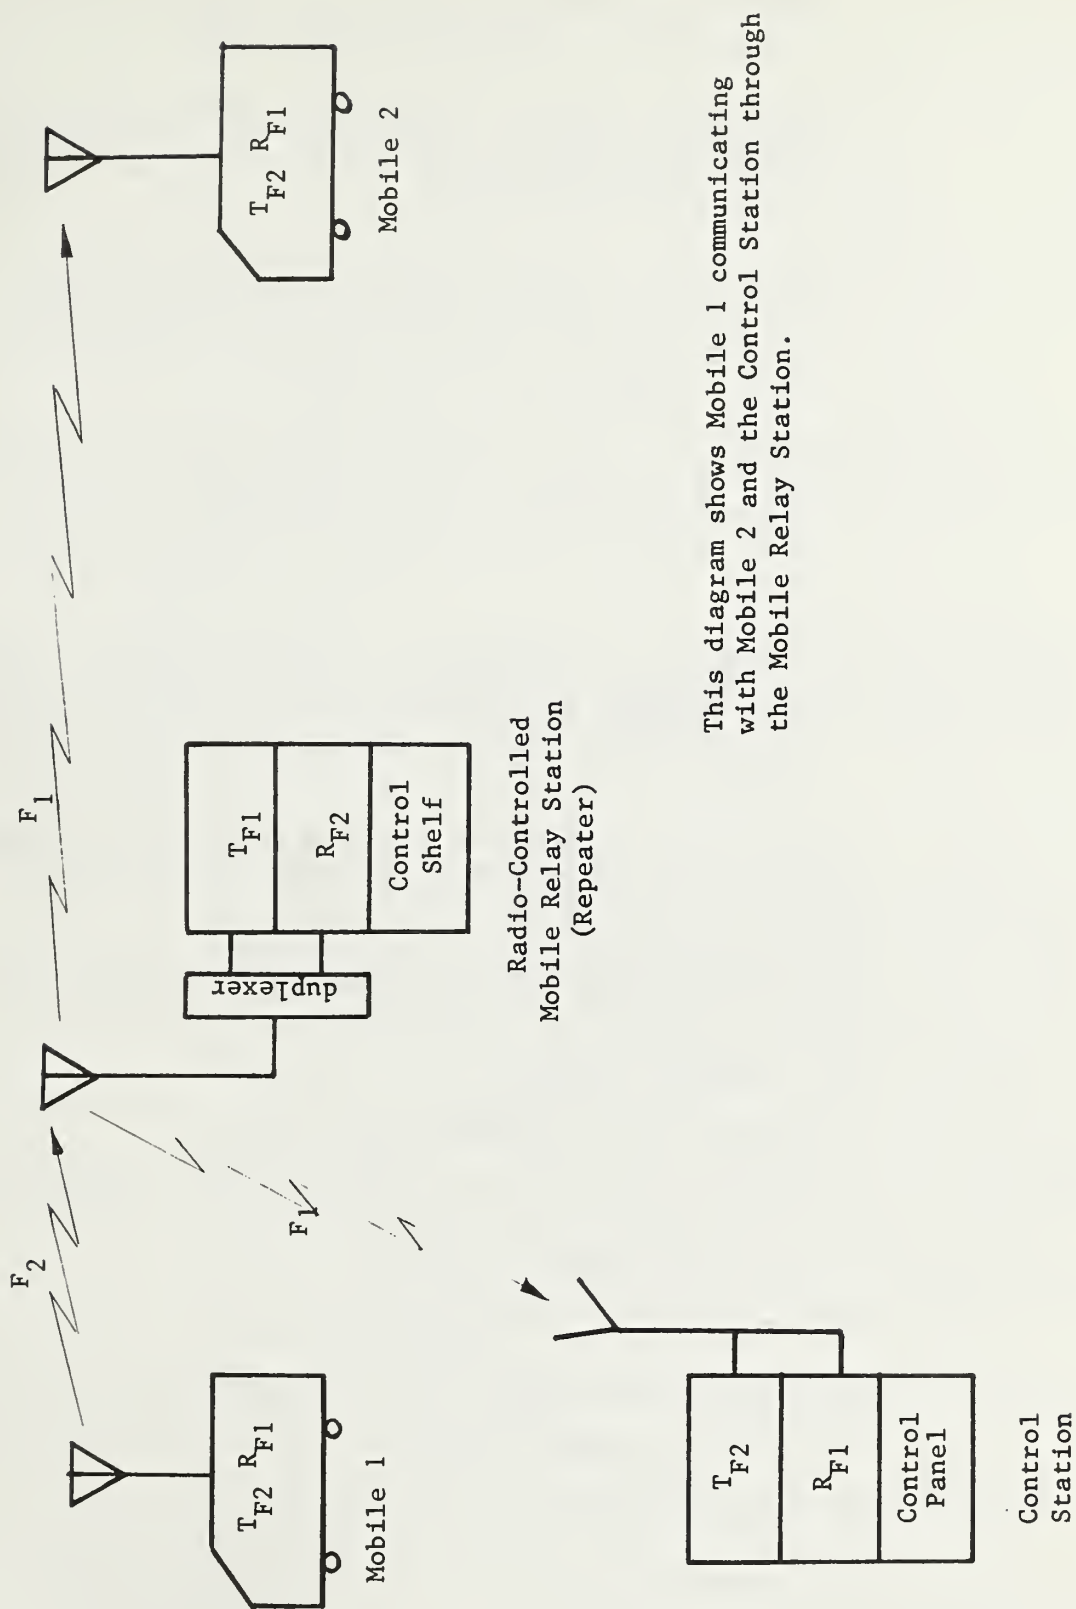 F2
F1
F1
TF2 RF1
Mobile 1
duplexer
TF1
RF2
Control
Shelf
Radio-Controlled
Mobile Relay Station
(Repeater)
TF2 RF1
Mobile 2
TF2
RF1
Control
Panel
Control
Station
This diagram shows Mobile 1 communicating
with Mobile 2 and the Control Station through
the Mobile Relay Station.